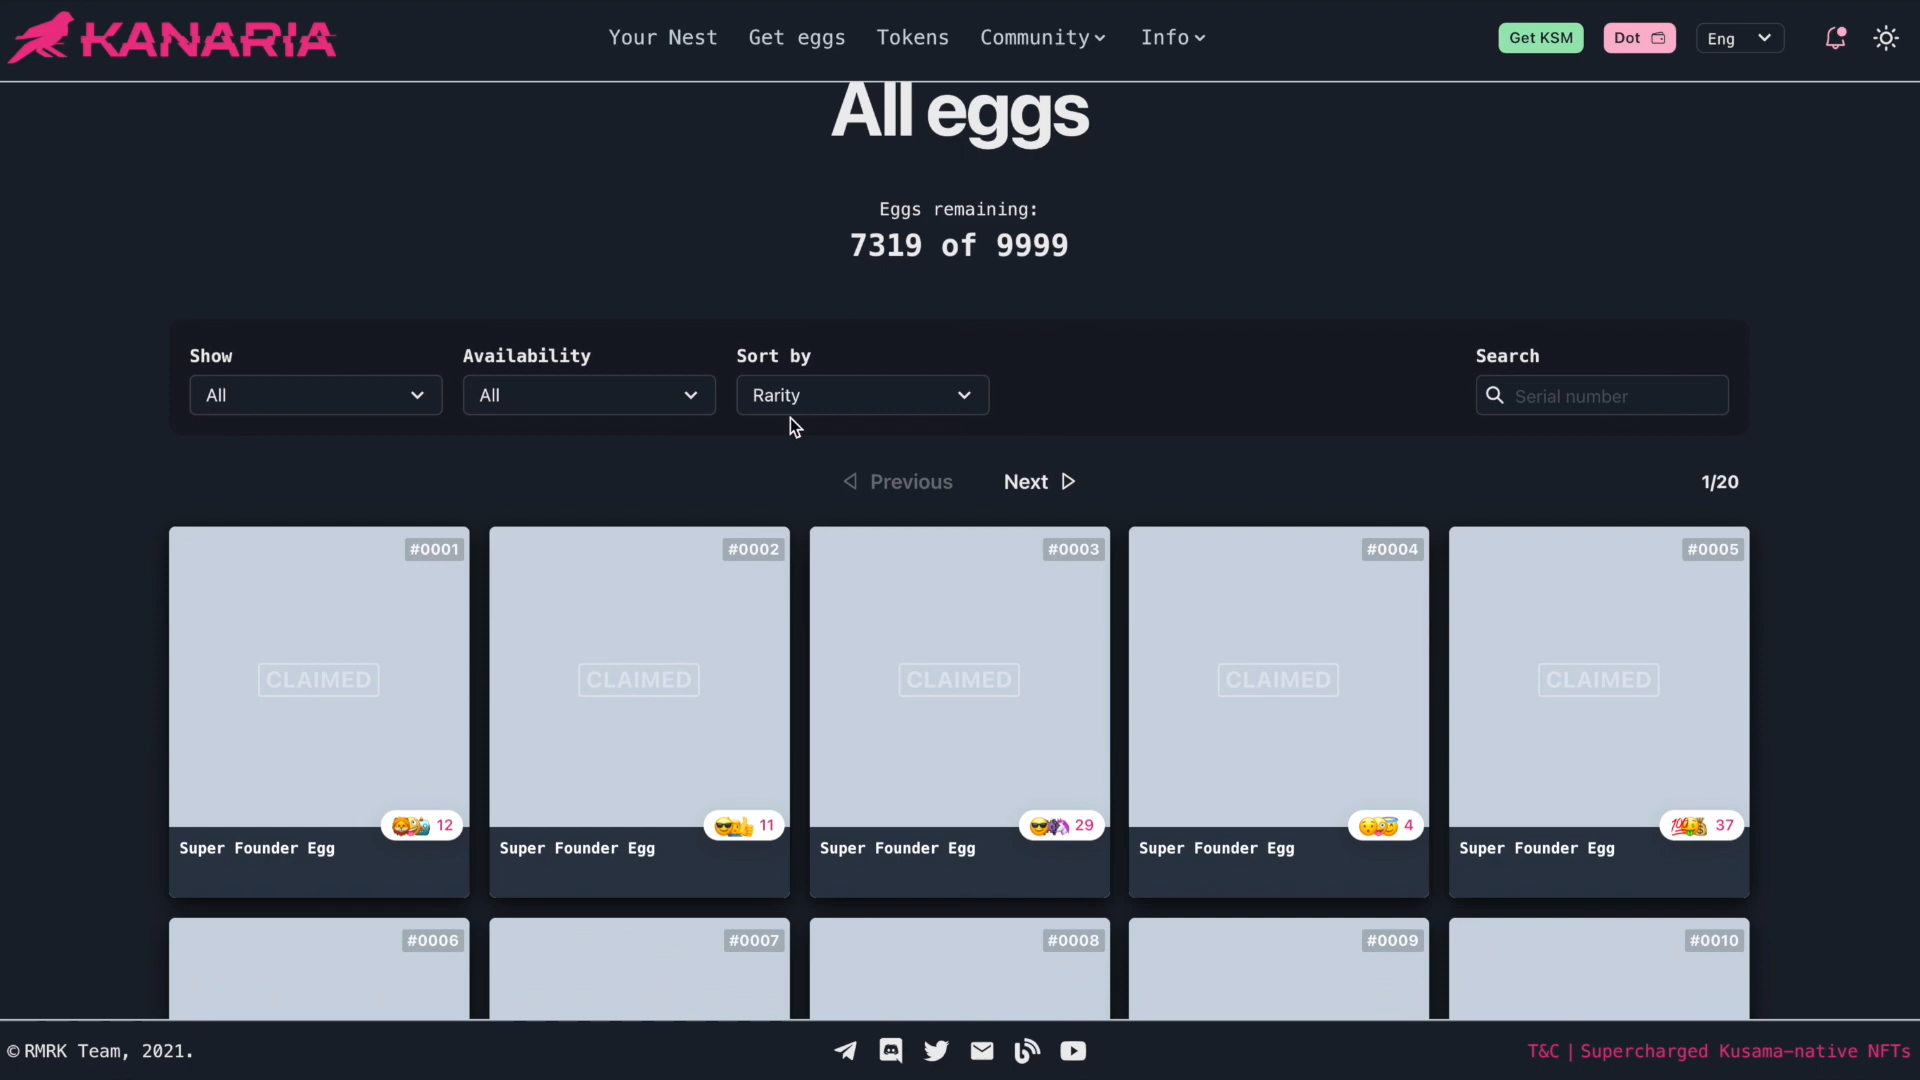 KANARIA
Your Nest
Get eggs
Tokens
Community
Info
Get KSM
Dot
Eng
All eggs
Eggs remaining:
7319 of 9999
Show
Availability
Sort by
Search
All
All
Rarity
Serial number
Previous
Next
1/20
#0001
#0002
#0003
#0004
#0005
CLAIMED
CLAIMED
CLAIMED
CLAIMED
CLAIMED
12
11
29
4
37
Super Founder Egg
Super Founder Egg
Super Founder Egg
Super Founder Egg
Super Founder Egg
#0006
#0007
#0008
#0009
#0010
© RMRK Team, 2021.
T&C | Supercharged Kusama-native NFTs